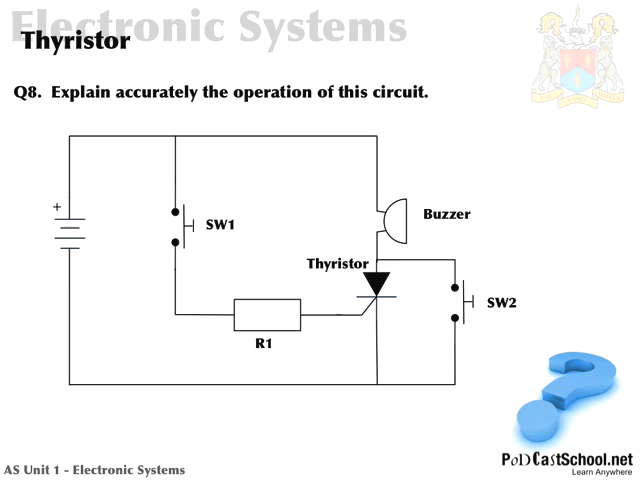 Electronic Systems
Thyristor
Q8. Explain accurately the operation of this circuit.
+
SW1
Buzzer
Thyristor
SW2
R1
PoDCastSchool.net
Learn Anywhere
AS Unit 1 - Electronic Systems